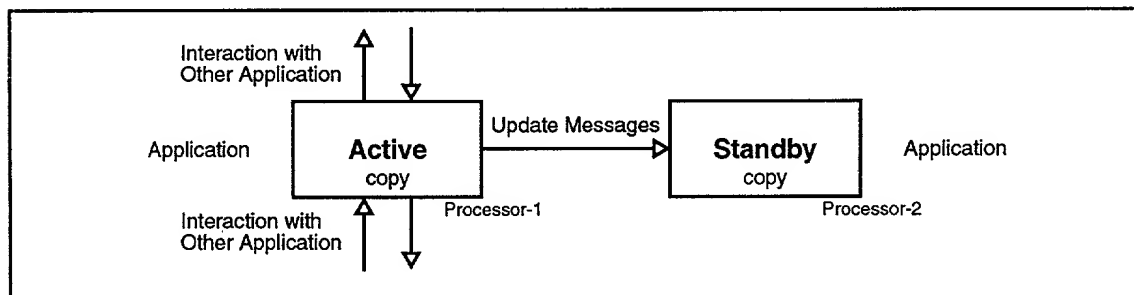 Interaction with
Other Application
Update Messages
Application
Active
copy
Standby
copy
Application
Processor-1
Processor-2
Interaction with
Other Application